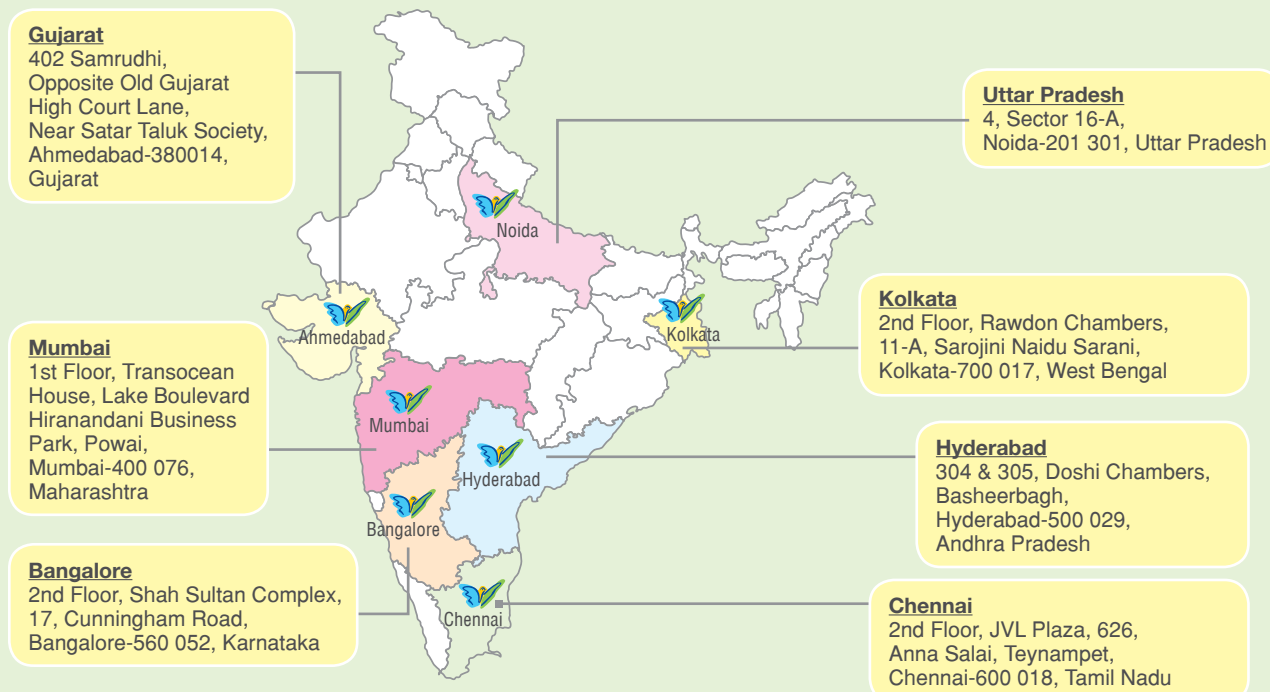 Gujarat
402 Samrudhi,
Opposite Old Gujarat
High Court Lane,
Near Satar Taluk Society,
Ahmedabad-380014,
Gujarat
Uttar Pradesh
4, Sector 16-A,
Noida-201 301, Uttar Pradesh
Noida
Ahmedabad
Kolkata
Mumbai
Hyderabad
Bangalore
Chennai
Mumbai
1st Floor, Transocean
House, Lake Boulevard
Hiranandani Business
Park, Powai,
Mumbai-400 076,
Maharashtra
Kolkata
2nd Floor, Rawdon Chambers,
11-A, Sarojini Naidu Sarani,
Kolkata-700 017, West Bengal
Hyderabad
304 & 305, Doshi Chambers,
Basheerbagh,
Hyderabad-500 029,
Andhra Pradesh
Bangalore
2nd Floor, Shah Sultan Complex,
17, Cunningham Road,
Bangalore-560 052, Karnataka
Chennai
2nd Floor, JVL Plaza, 626,
Anna Salai, Teynampet,
Chennai-600 018, Tamil Nadu